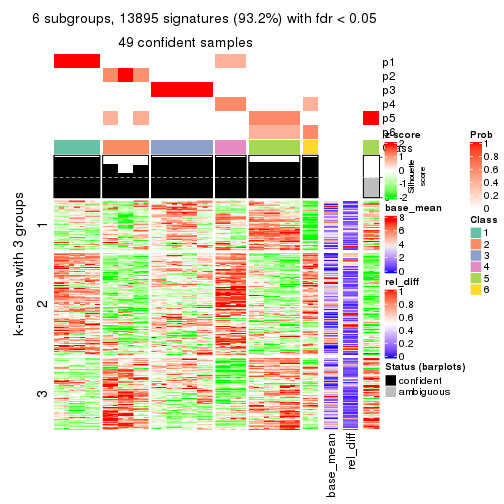 6 subgroups, 13895 signatures (93.2%) with fdr < 0.05
49 confident samples
p1
p2
p3
p4
p5
p6
Class
Silhouette
score
k-means with 3 groups
1
2
3
base_mean
rel_diff
z-score
2
1
0
-1
-2
base_mean
8
6
4
2
0
rel_diff
1
0.8
0.6
0.4
0.2
0
Status (barplots)
confident
ambiguous
Prob
1
0.8
0.6
0.4
0.2
0
Class
1
2
3
4
5
6